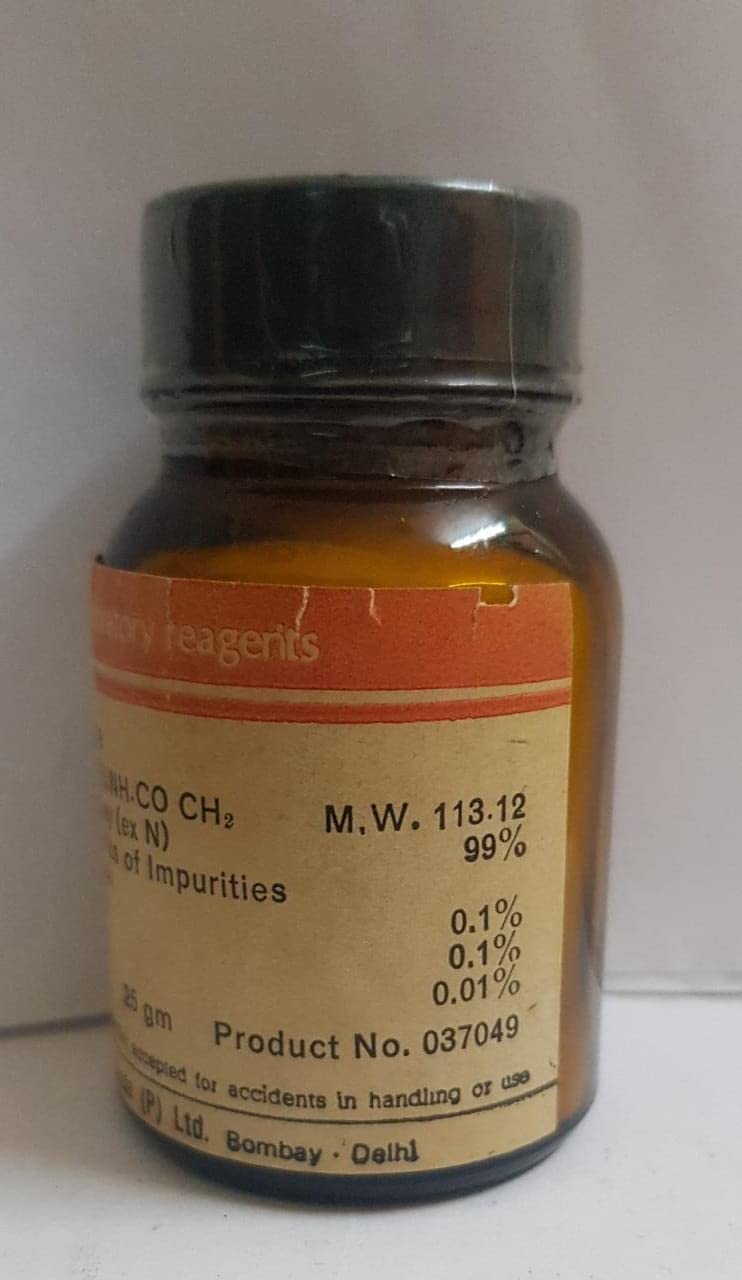 reagents
NH.CO CH₂ M.W. 113.12
(ex N) 99%
of Impurities
0.1%
0.1%
0.01%
25 gm Product No. 037049
accepted for accidents in handling or use
(P) Ltd. Bombay · Delhi